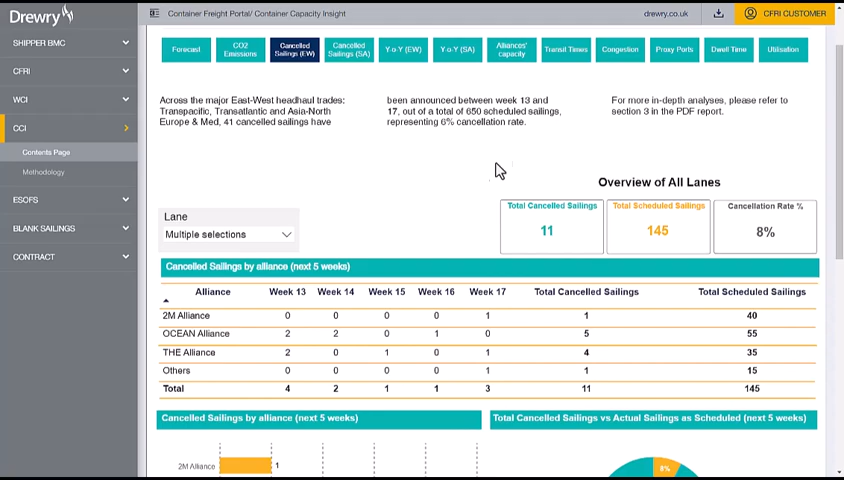 Drewry
Container Freight Portal/ Container Capacity Insight
drewry.co.uk
CFRI CUSTOMER
SHIPPER BMC
CFRI
WCI
CCI
Contents Page
Methodology
ESOFS
BLANK SAILINGS
CONTRACT
Forecast
CO2 Emissions
Cancelled Sailings (EW)
Cancelled Sailings (SA)
Y-o-Y (EW)
Y-o-Y (SA)
Alliances' capacity
Transit Times
Congestion
Proxy Ports
Dwell Time
Utilisation
Across the major East-West headhaul trades:
Transpacific, Transatlantic and Asia-North
Europe & Med, 41 cancelled sailings have
been announced between week 13 and
17, out of a total of 650 scheduled sailings,
representing 6% cancellation rate.
For more in-depth analyses, please refer to
section 3 in the PDF report.
Overview of All Lanes
Lane
Multiple selections
Total Cancelled Sailings
11
Total Scheduled Sailings
145
Cancellation Rate %
8%
Cancelled Sailings by alliance (next 5 weeks)
Alliance Week 13 Week 14 Week 15 Week 16 Week 17 Total Cancelled Sailings Total Scheduled Sailings
2M Alliance 0 0 0 0 1 1 40
OCEAN Alliance 2 2 0 1 0 5 55
THE Alliance 2 0 1 0 1 4 35
Others 0 0 0 0 1 1 15
Total 4 2 1 1 3 11 145
Cancelled Sailings by alliance (next 5 weeks)
Total Cancelled Sailings vs Actual Sailings as Scheduled (next 5 weeks)
2M Alliance 1
8%